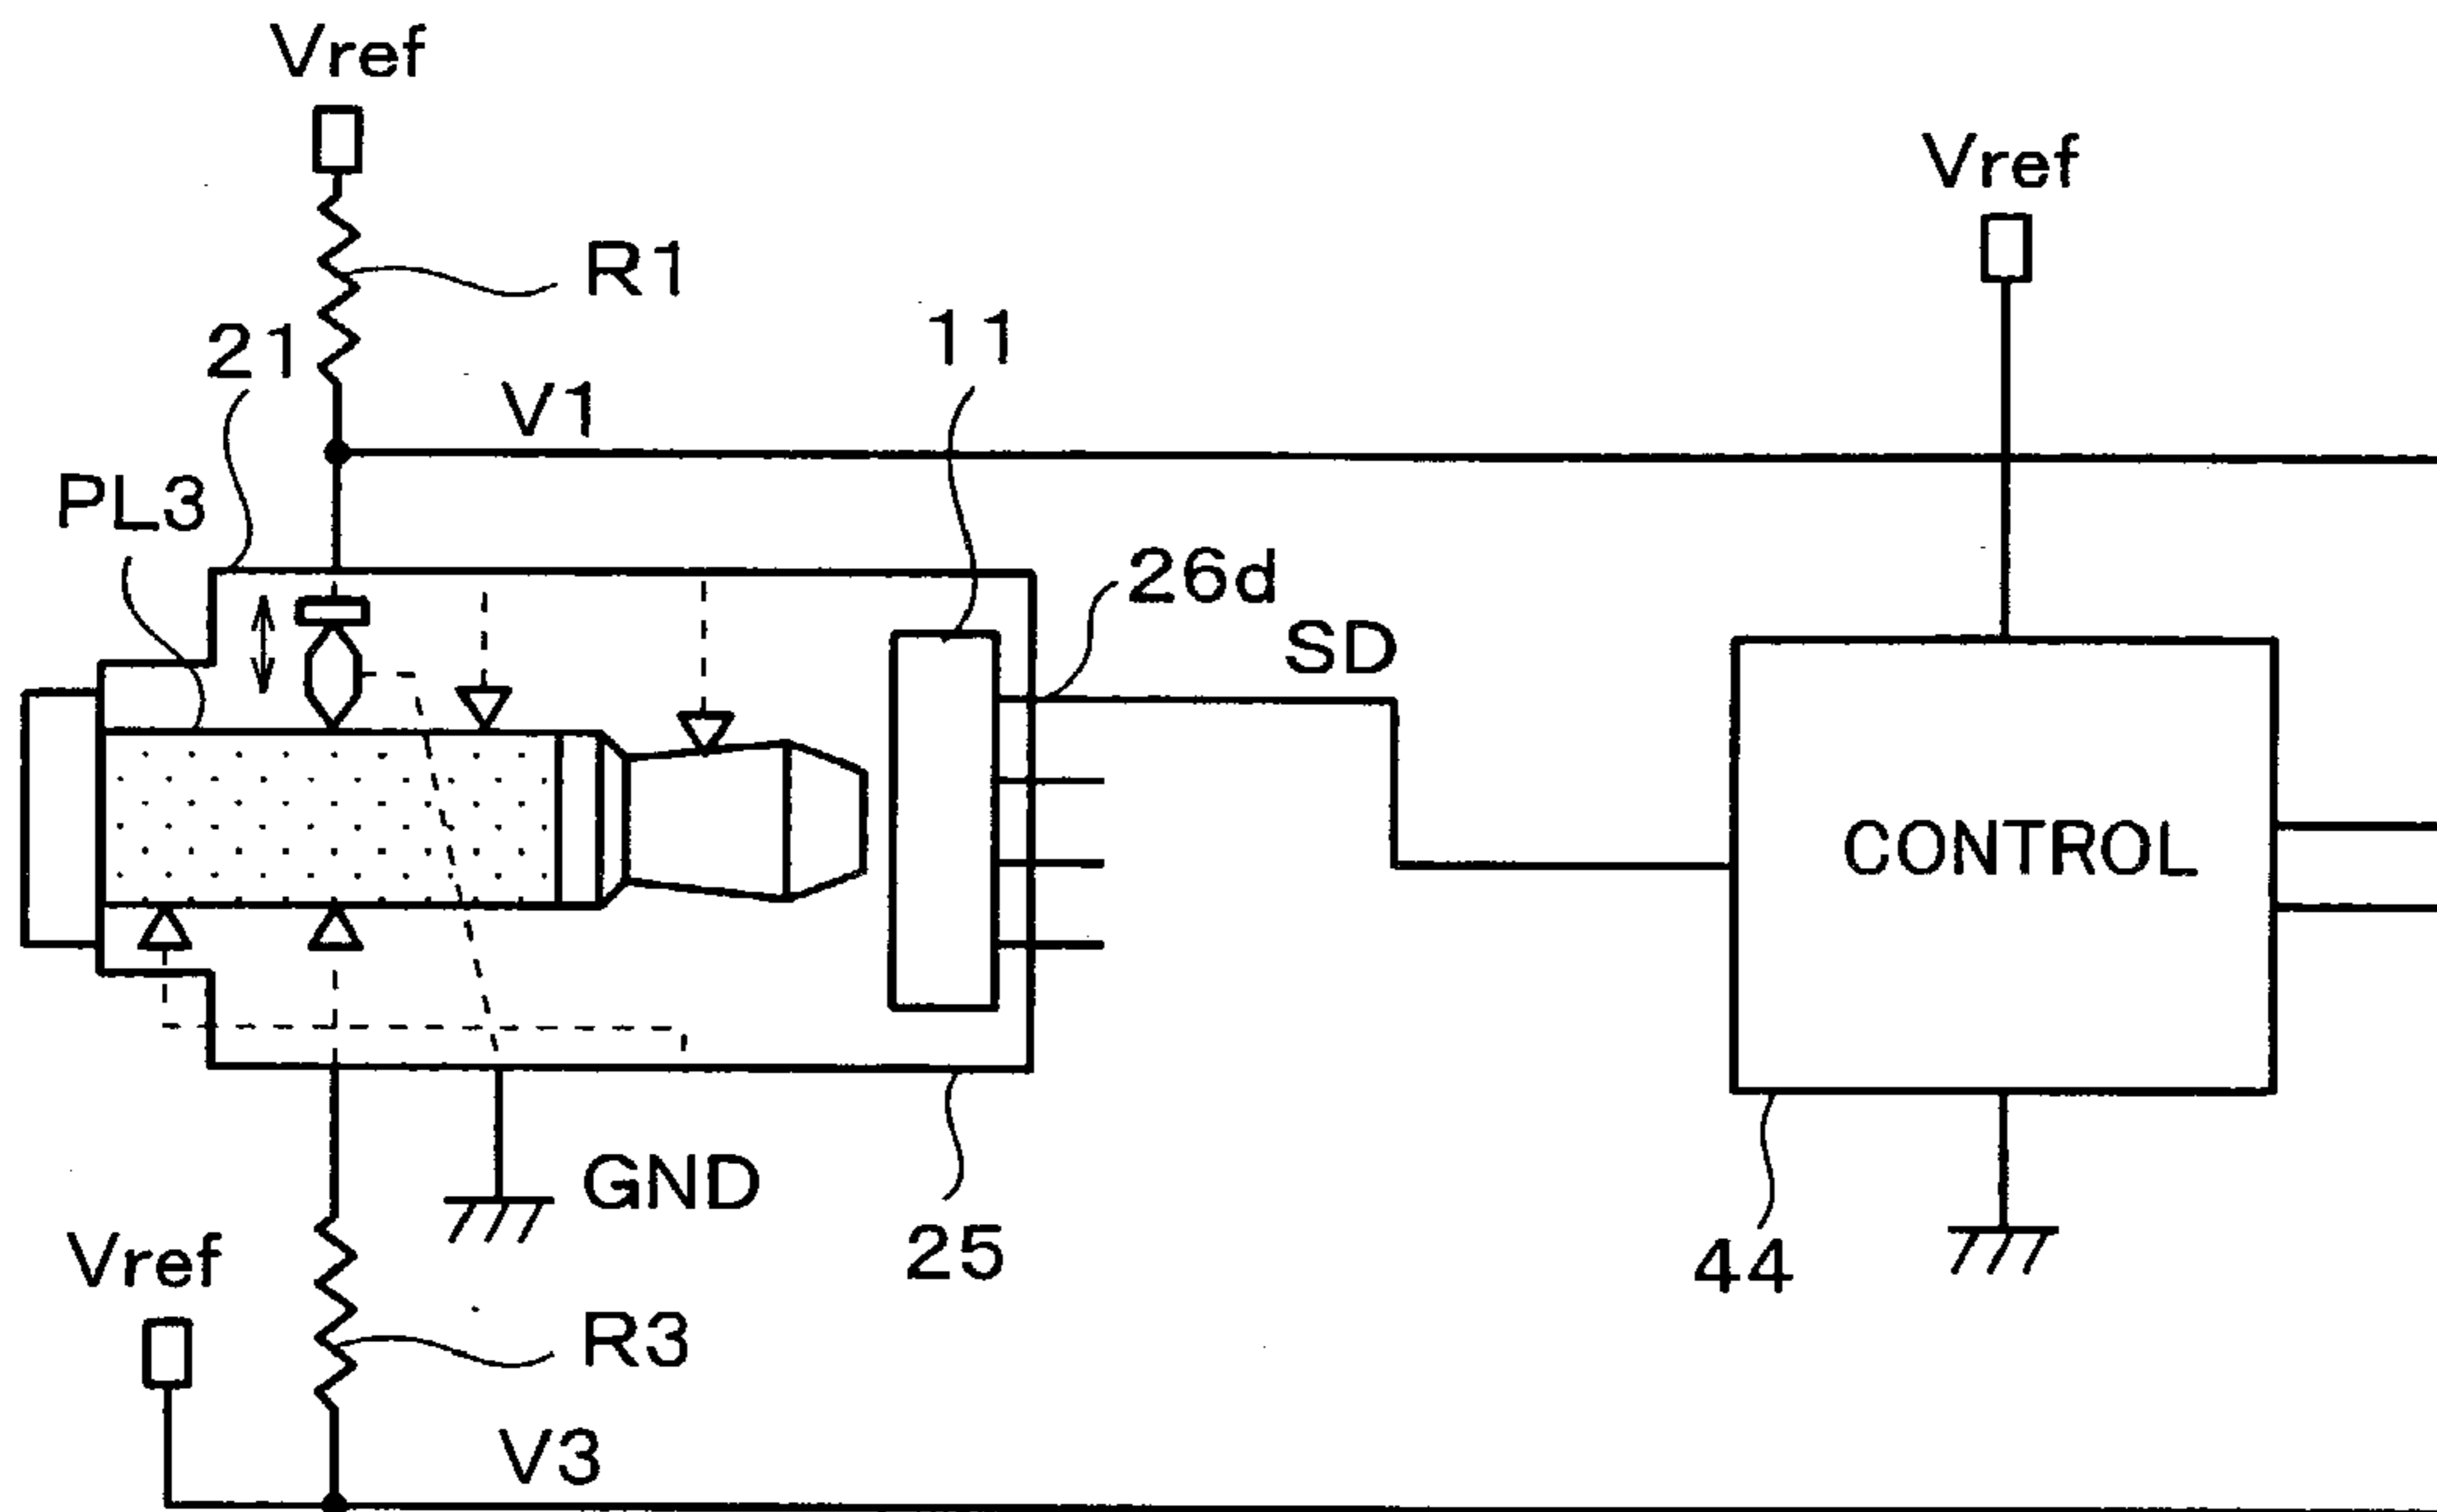 Vref
Vref
R1
21
11
V1
PL3
26d
SD
CONTROL
GND
25
Vref
44
R3
V3